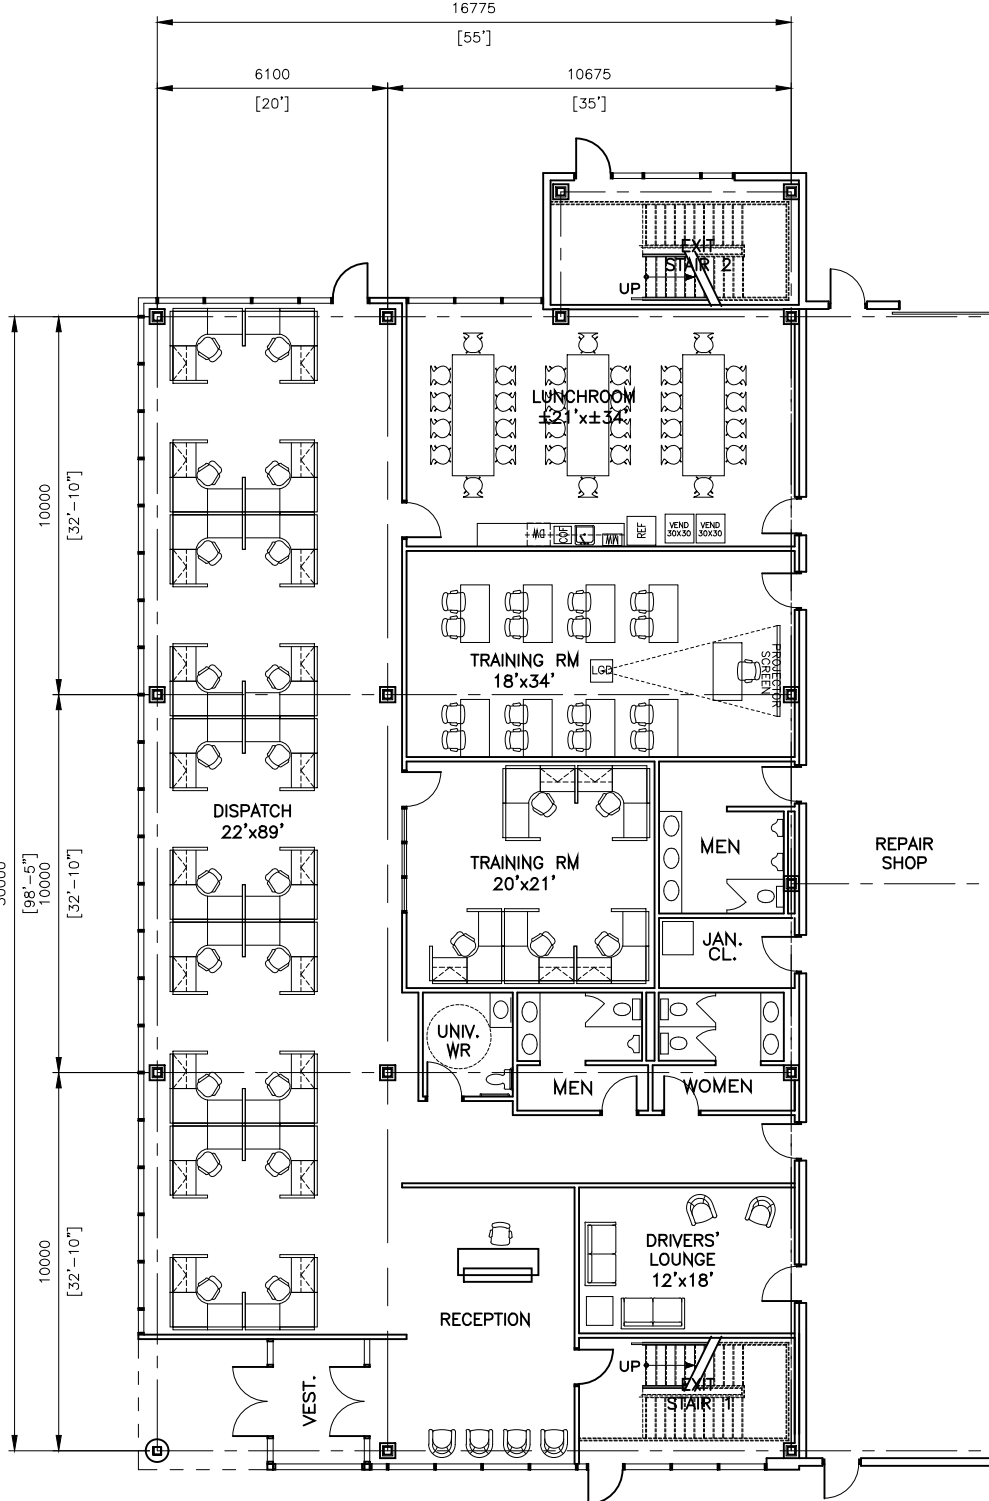 16775
[55']
6100
[20']
10675
[35']
EXIT
STAIR 2
UP
LUNCHROOM
±21'x±34'
10000
[32'-10"]
DW
COF
MW
REF
VEND
30X30
VEND
30X30
TRAINING RM
18'x34'
LCD
PROJECTOR
SCREEN
DISPATCH
22'x89'
TRAINING RM
20'x21'
MEN
REPAIR
SHOP
[98'-5"]
10000
[32'-10"]
JAN.
CL.
UNIV.
WR
MEN
WOMEN
10000
[32'-10"]
DRIVERS'
LOUNGE
12'x18'
RECEPTION
UP
EXIT
STAIR 1
VEST.